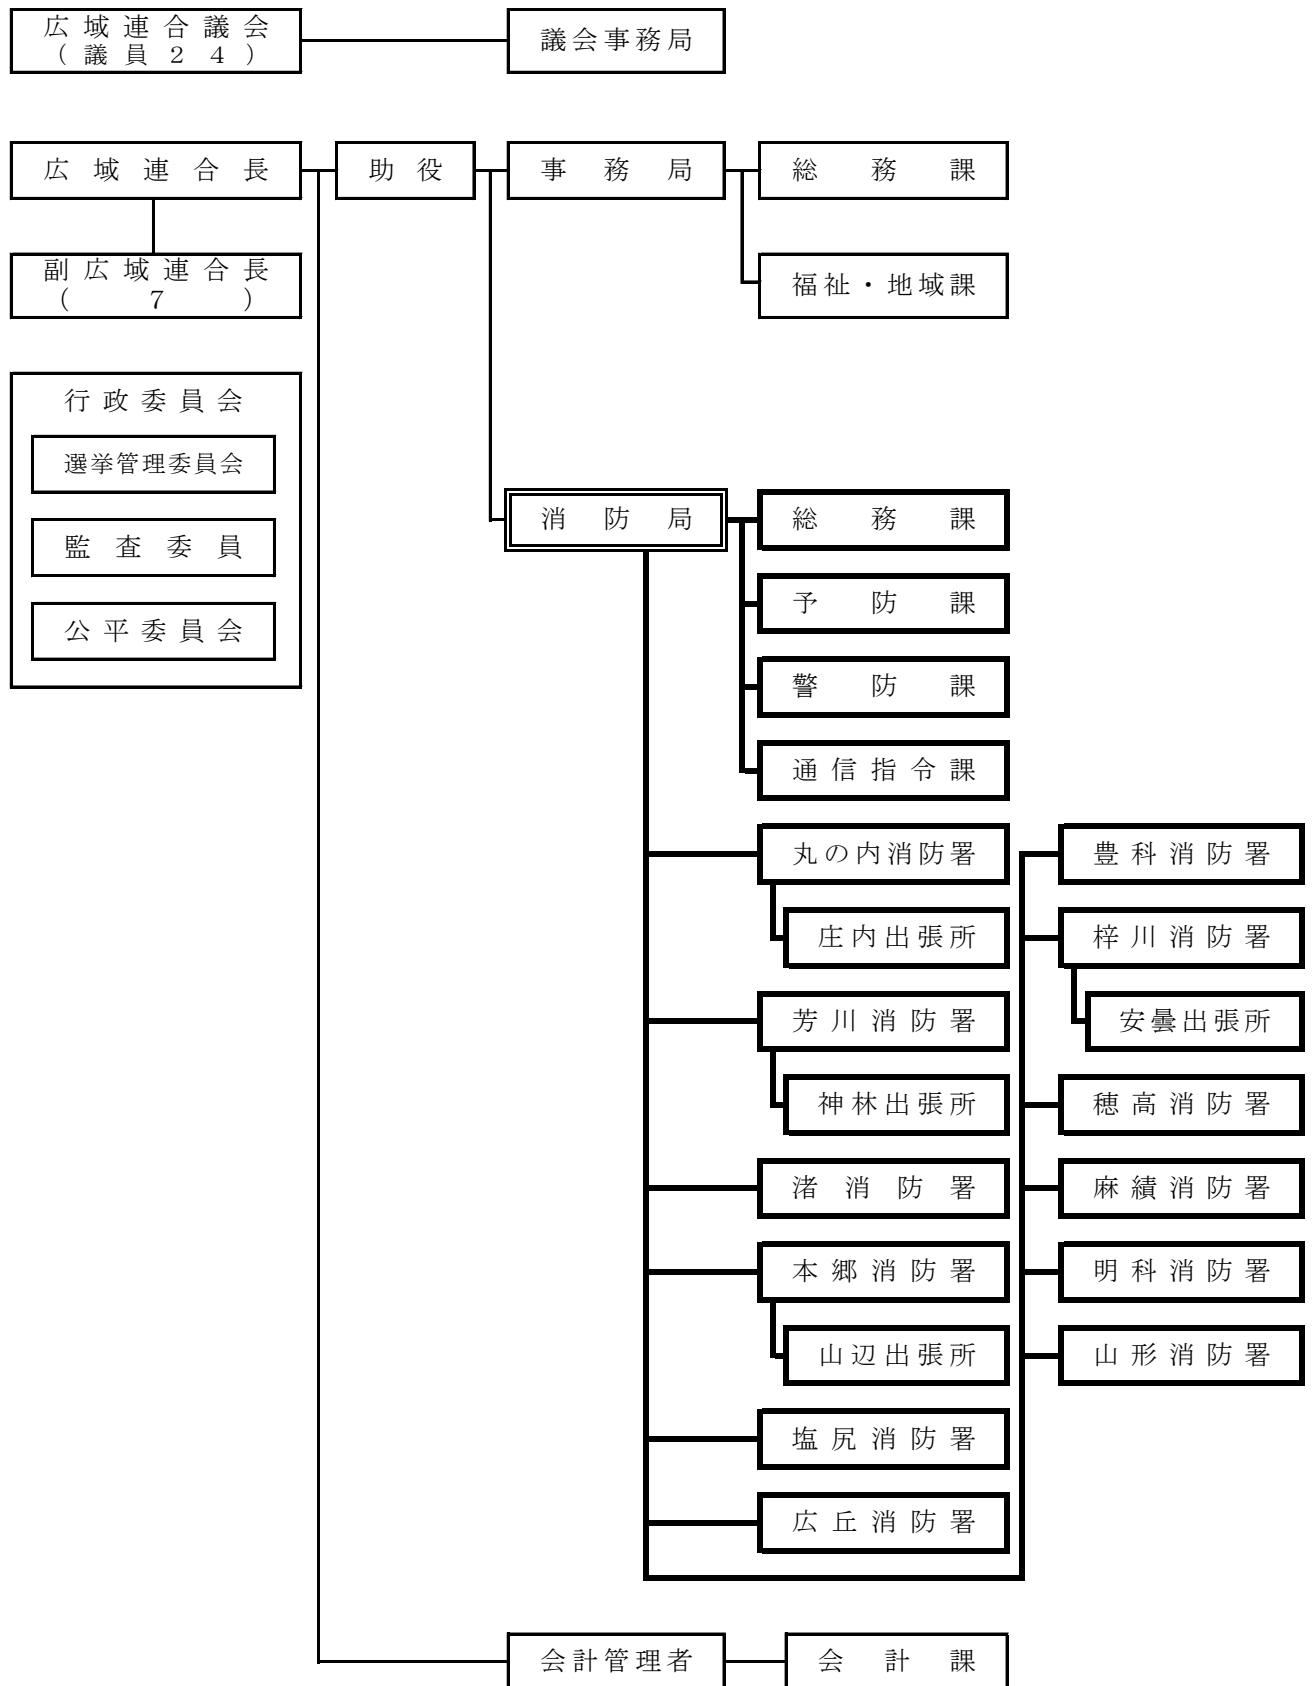 広域連合議会
(議員２４)
議会事務局
広域連合長
助役
事務局
総務課
副広域連合長
(７)
福祉・地域課
行政委員会
選挙管理委員会
監査委員
公平委員会
消防局
総務課
予防課
警防課
通信指令課
丸の内消防署
庄内出張所
芳川消防署
神林出張所
渚消防署
本郷消防署
山辺出張所
塩尻消防署
広丘消防署
豊科消防署
梓川消防署
安曇出張所
穂高消防署
麻績消防署
明科消防署
山形消防署
会計管理者
会計課